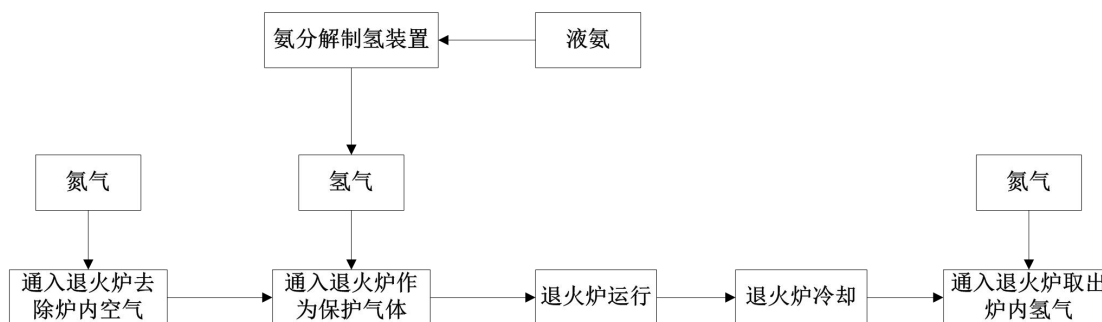 氨分解制氢装置
液氨
氮气
氢气
氮气
通入退火炉去
除炉内空气
通入退火炉作
为保护气体
退火炉运行
退火炉冷却
通入退火炉取出
炉内氢气